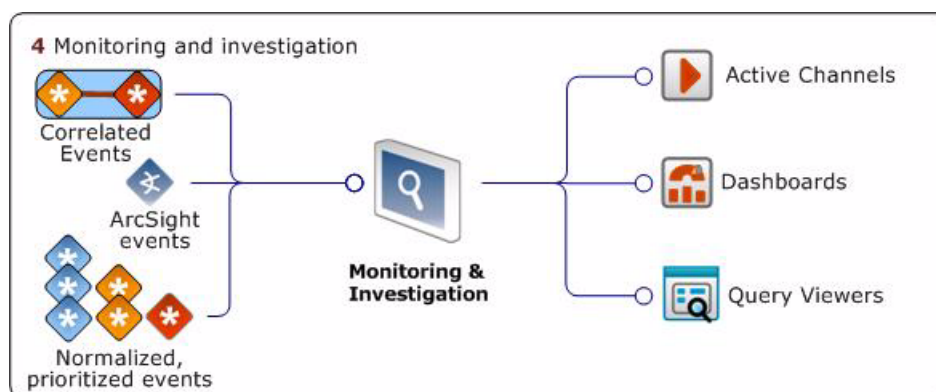 4 Monitoring and investigation
Correlated
Events
ArcSight
events
Normalized,
prioritized events
Monitoring &
Investigation
Active Channels
Dashboards
Query Viewers